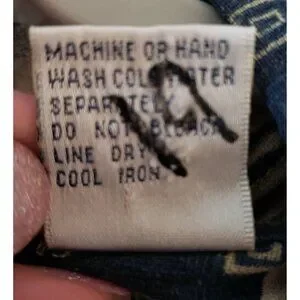 MACHINE OR HAND
WASH COLD WATER
SEPARATELY
DO NOT BLEACH
LINE DRY
COOL IRON